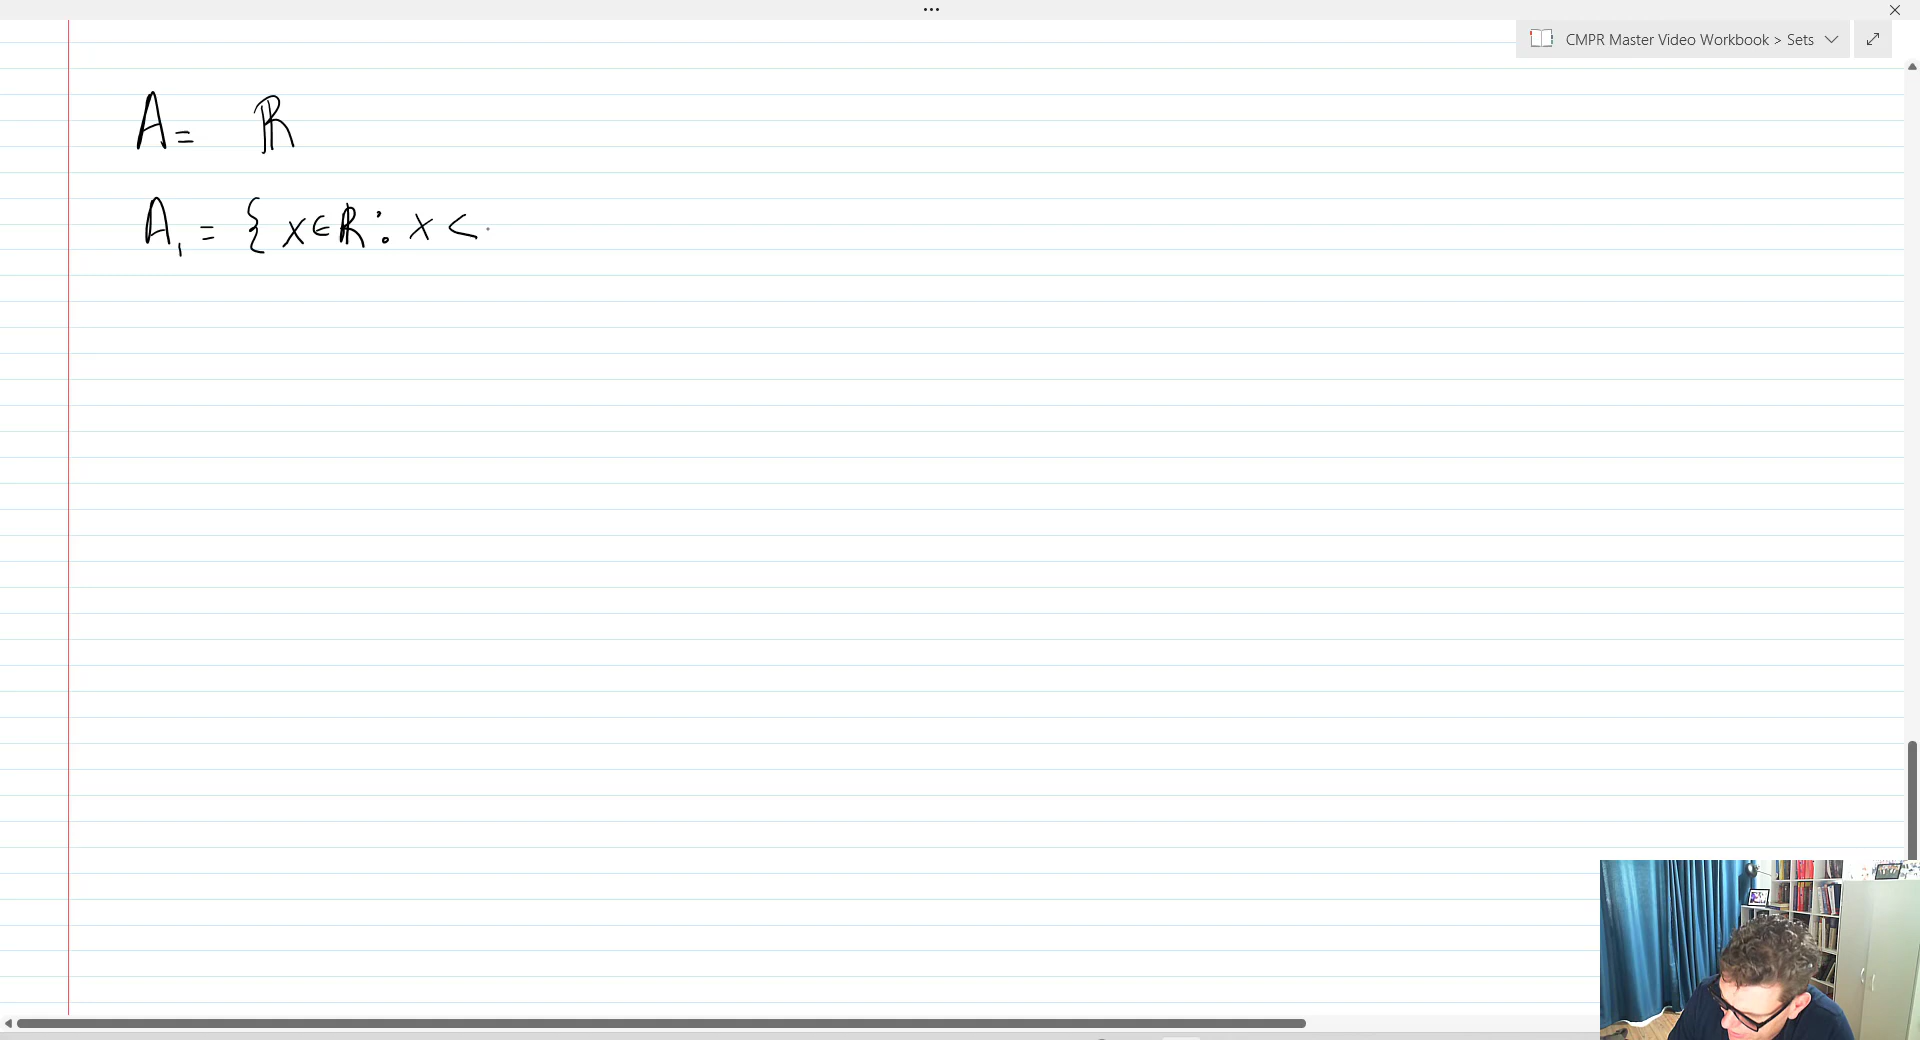 CMPR Master Video Workbook > Sets
A = ℝ
A₁ = { x ∈ ℝ : x <